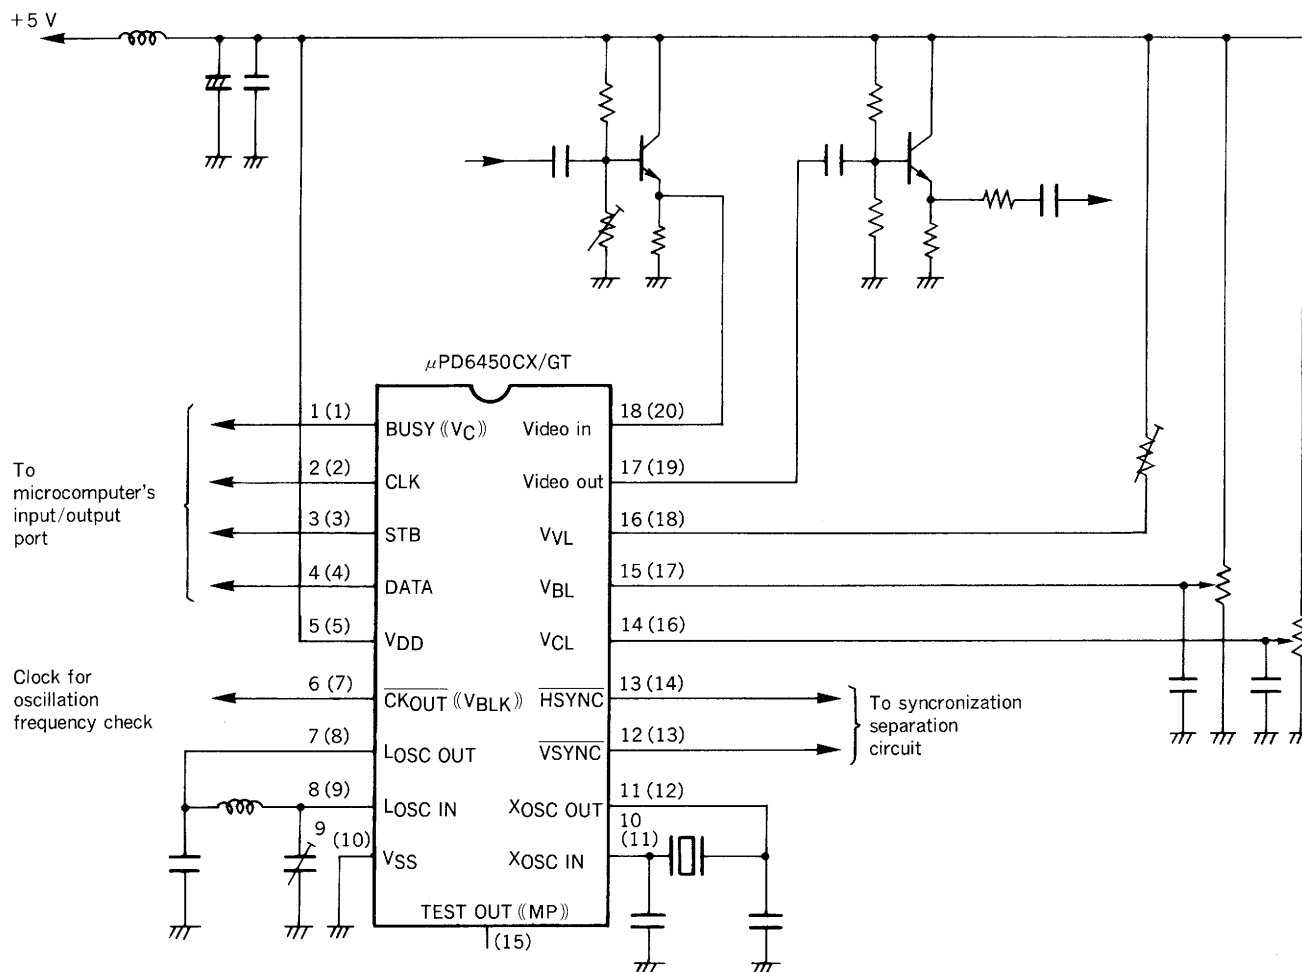 +5 V
μPD6450CX/GT
1 (1)
BUSY ((VC))
Video in
18 (20)
2 (2)
CLK
Video out
17 (19)
To
microcomputer's
input/output
port
3 (3)
STB
VVL
16 (18)
4 (4)
DATA
VBL
15 (17)
5 (5)
VDD
VCL
14 (16)
Clock for
oscillation
frequency check
6 (7)
CKOUT ((VBLK))
HSYNC
13 (14)
To syncronization
separation
circuit
7 (8)
LOSC OUT
VSYNC
12 (13)
8 (9)
LOSC IN
XOSC OUT
11 (12)
9 (10)
VSS
XOSC IN
10
(11)
TEST OUT ((MP))
(15)